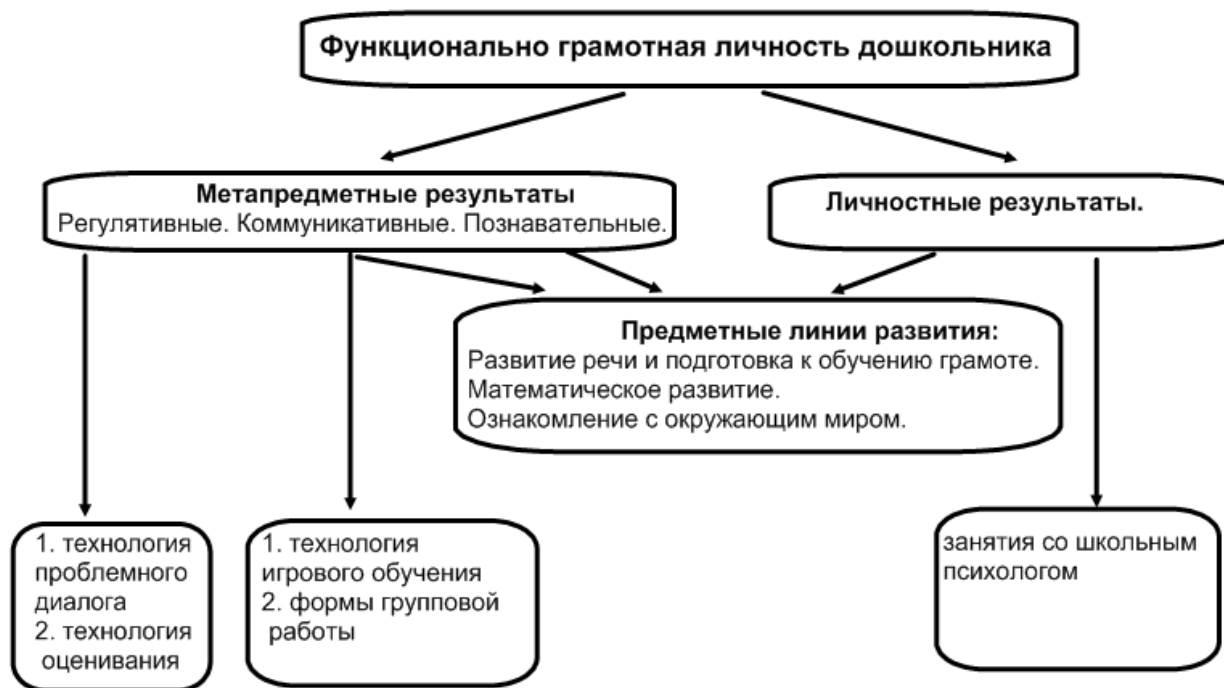 Функционально грамотная личность дошкольника
Метапредметные результаты
Регулятивные. Коммуникативные. Познавательные.
Личностные результаты.
Предметные линии развития:
Развитие речи и подготовка к обучению грамоте.
Математическое развитие.
Ознакомление с окружающим миром.
1. технология
проблемного
диалога
2. технология
оценивания
1. технология
игрового обучения
2. формы групповой
работы
занятия со школьным
психологом